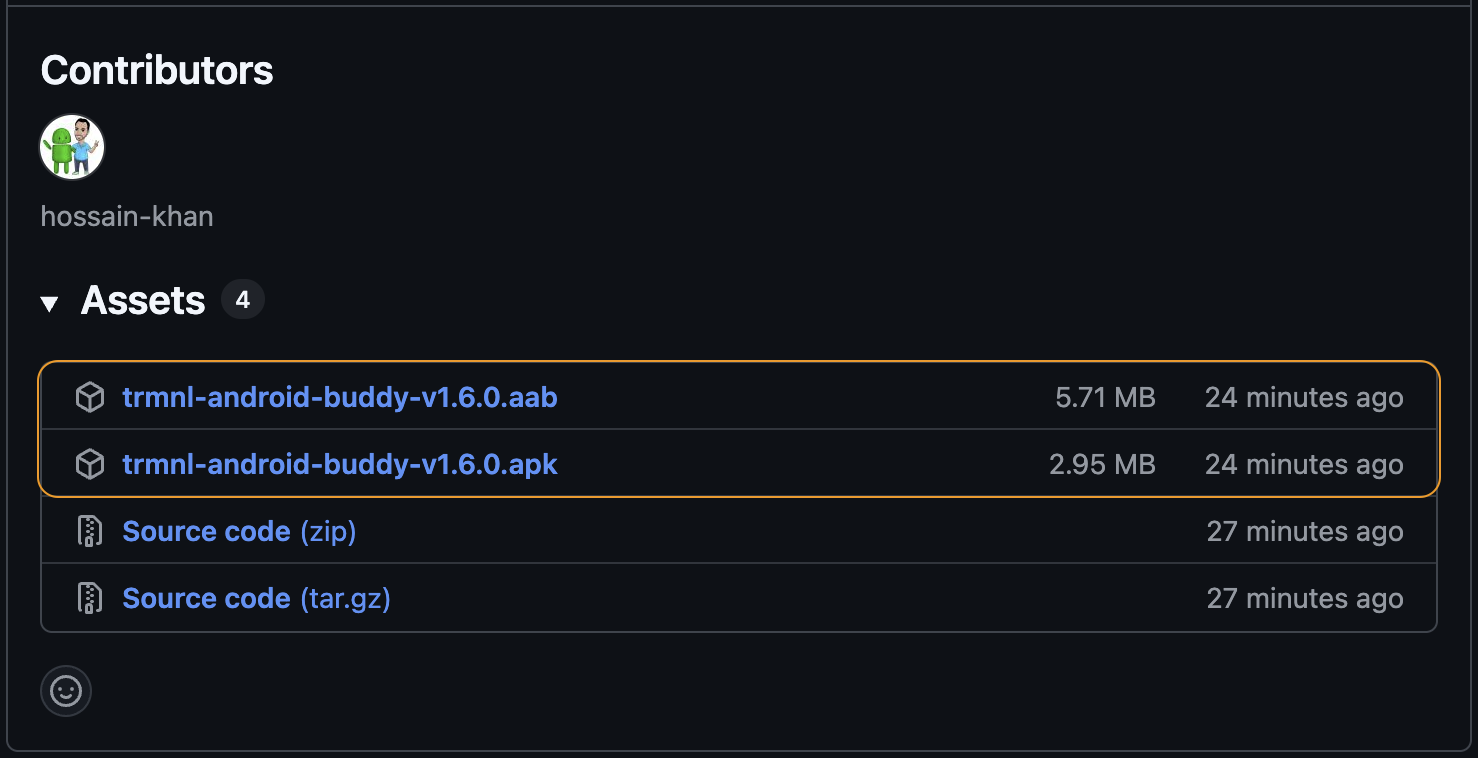 Contributors
hossain-khan
Assets 4
trmnl-android-buddy-v1.6.0.aab 5.71 MB 24 minutes ago
trmnl-android-buddy-v1.6.0.apk 2.95 MB 24 minutes ago
Source code (zip) 27 minutes ago
Source code (tar.gz) 27 minutes ago